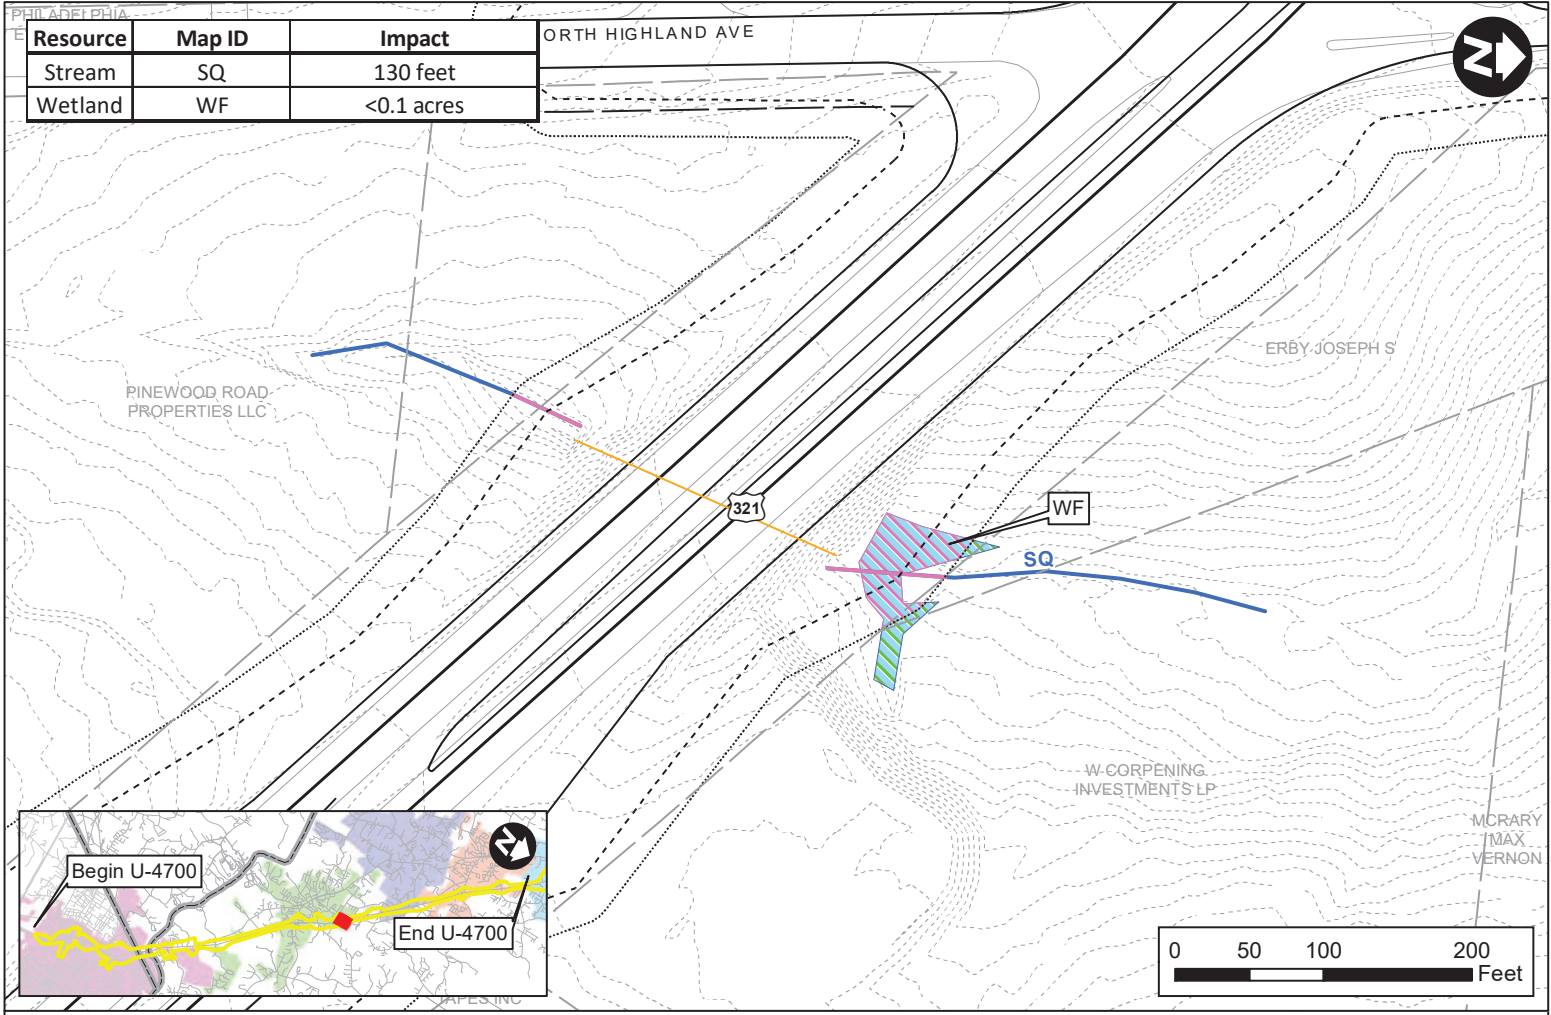 PHILADELPHIA
E
Resource Map ID Impact
Stream SQ 130 feet
Wetland WF <0.1 acres
ORTH HIGHLAND AVE
N
ERBY JOSEPH S
PINEWOOD ROAD
PROPERTIES LLC
321
WF
SQ
W CORPENING
INVESTMENTS LP
MCRARY
MAX
VERNON
Begin U-4700
N
End U-4700
TAPES INC
0 50 100 200
Feet